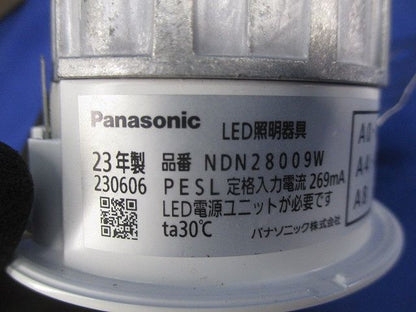 Panasonic LED照明器具
23年製 品番 NDN28009W
230606 PESL 定格入力電流 269mA
LED電源ユニットが必要です
ta30℃ パナソニック株式会社
A4
A8